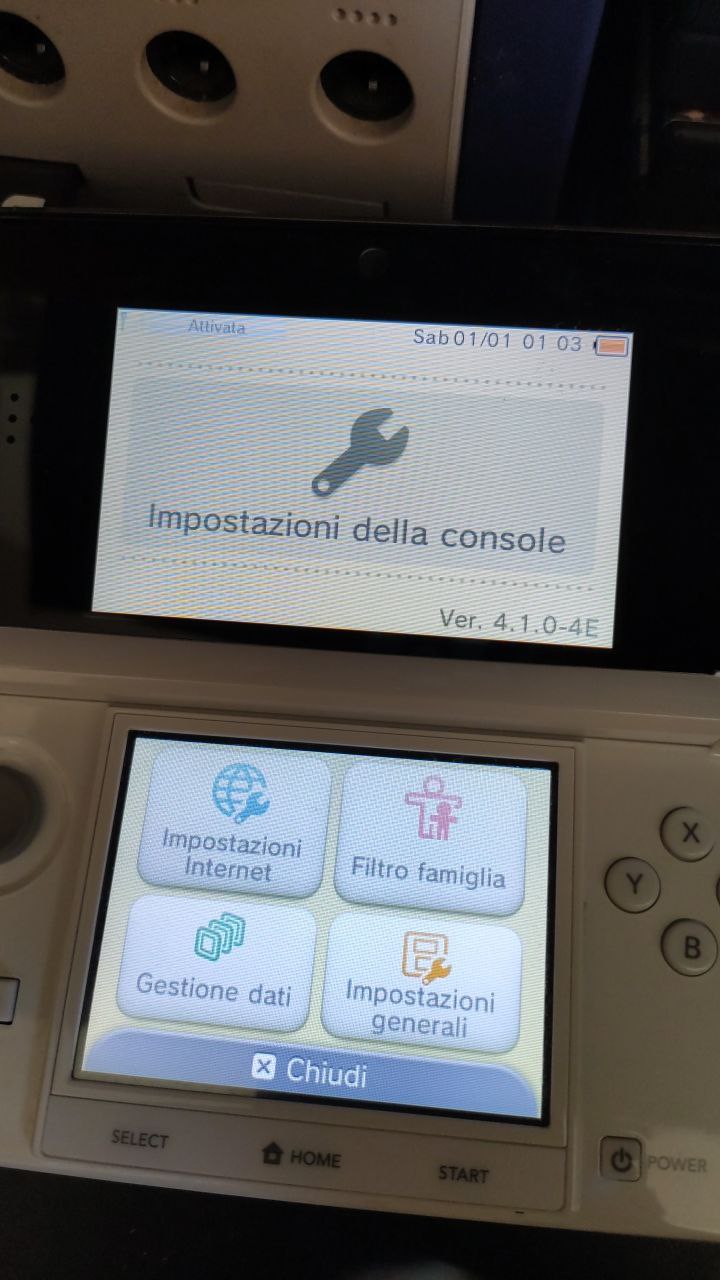 Attivata
Sab 01/01 01 03
Impostazioni della console
Ver. 4.1.0-4E
Impostazioni
Internet
Filtro famiglia
Gestione dati
Impostazioni
generali
X Chiudi
X
Y
B
SELECT
HOME
START
POWER